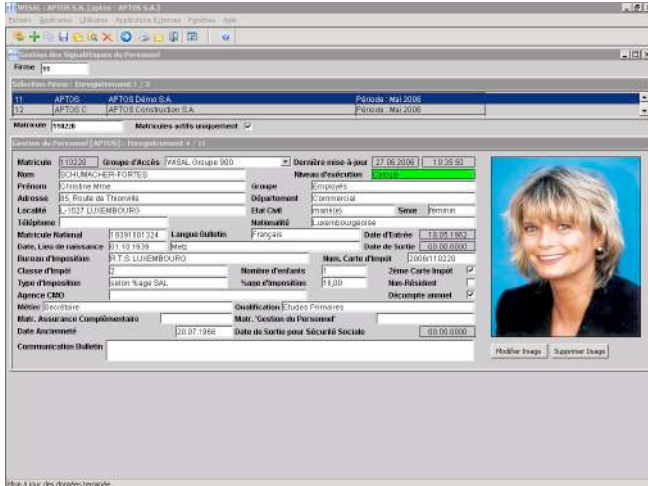 WISAL : APTOS S.A. [aptos - APTOS S.A.]
Fichiers Application Utilitaires Applications Externes Fenêtres Aide
Gestion des Signalétiques du Personnel
Firme 11
Sélection Firme : Enregistrement 1 / 2
11 APTOS APTOS Démo S.A. Période : Mai 2006
12 APTOS C APTOS Construction S.A. Période : Mai 2006
Matricule 110220 Matricules actifs uniquement
Gestion du Personnel [APTOS] : Enregistrement 4 / 11
Matricule 110220 Groupe d'Accès WISAL Groupe 900 Dernière mise-à-jour 27.06.2006 10:35:50
Nom SCHUMACHER-FORTES Niveau d'exécution Calculé
Prénom Christine Mme Groupe Employés
Adresse 85, Route de Thionville Département Commercial
Localité L-1027 LUXEMBOURG Etat Civil marié(e) Sexe féminin
Téléphone Nationalité Luxembourgeoise
Matricule National 19391001324 Langue Bulletin Français Date d'Entrée 18.05.1962
Date, Lieu de naissance 01.10.1939 Metz Date de Sortie 00.00.0000
Bureau d'Imposition R.T.S. LUXEMBOURG Num. Carte d'Impôt 2006/110220
Classe d'Impôt 2 Nombre d'enfants 1 2ème Carte Impôt
Type d'Imposition selon %age SAL %age d'Imposition 18,00 Non-Résident
Agence CMO Décompte annuel
Métier Secrétaire Qualification Etudes Primaires
Matr. Assurance Complémentaire Matr. "Gestion du Personnel"
Date Ancienneté 20.07.1966 Date de Sortie pour Sécurité Sociale 00.00.0000
Communication Bulletin
Modifier Image Supprimer Image
Mise à jour des données terminée.